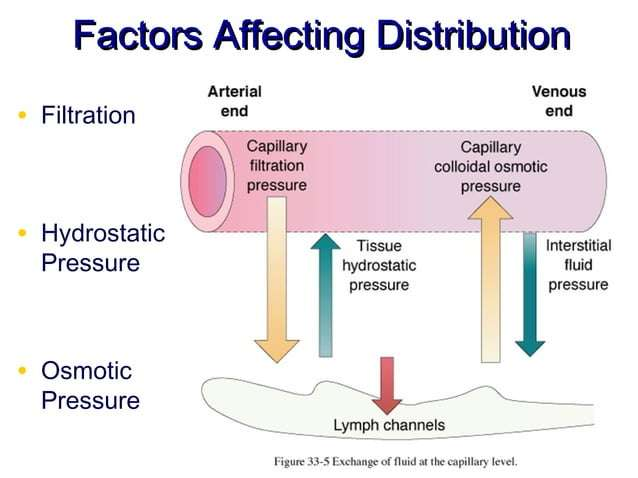 Factors Affecting Distribution
• Filtration
• Hydrostatic
Pressure
• Osmotic
Pressure
Arterial
end
Venous
end
Capillary
filtration
pressure
Capillary
colloidal osmotic
pressure
Tissue
hydrostatic
pressure
Interstitial
fluid
pressure
Lymph channels
Figure 33-5 Exchange of fluid at the capillary level.